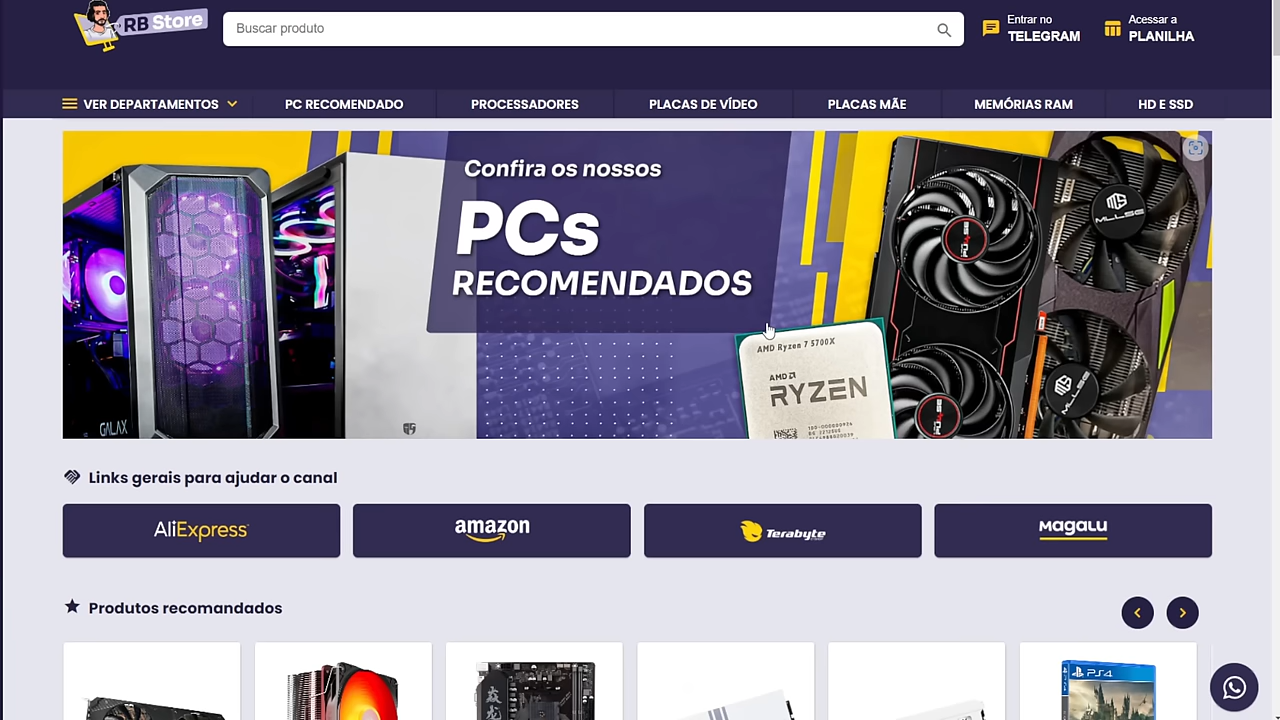 RB Store
Buscar produto
Entrar no
TELEGRAM
Acessar a
PLANILHA
VER DEPARTAMENTOS
PC RECOMENDADO
PROCESSADORES
PLACAS DE VÍDEO
PLACAS MÃE
MEMÓRIAS RAM
HD E SSD
Confira os nossos
PCs
RECOMENDADOS
GALAX
AMD Ryzen 7 5700X
AMD
RYZEN
MLLSE
MLLSE
Links gerais para ajudar o canal
AliExpress
amazon
Terabyte
Magalu
Produtos recomandados
PS4